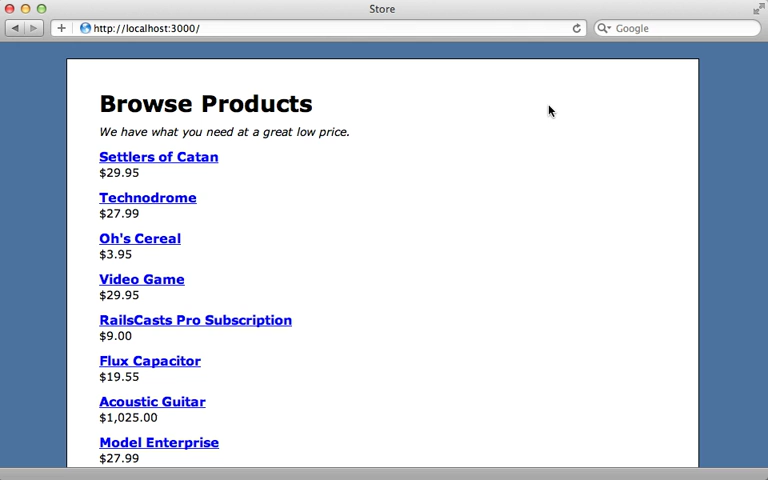 Store
http://localhost:3000/
Google
Browse Products
We have what you need at a great low price.
Settlers of Catan
$29.95
Technodrome
$27.99
Oh's Cereal
$3.95
Video Game
$29.95
RailsCasts Pro Subscription
$9.00
Flux Capacitor
$19.55
Acoustic Guitar
$1,025.00
Model Enterprise
$27.99